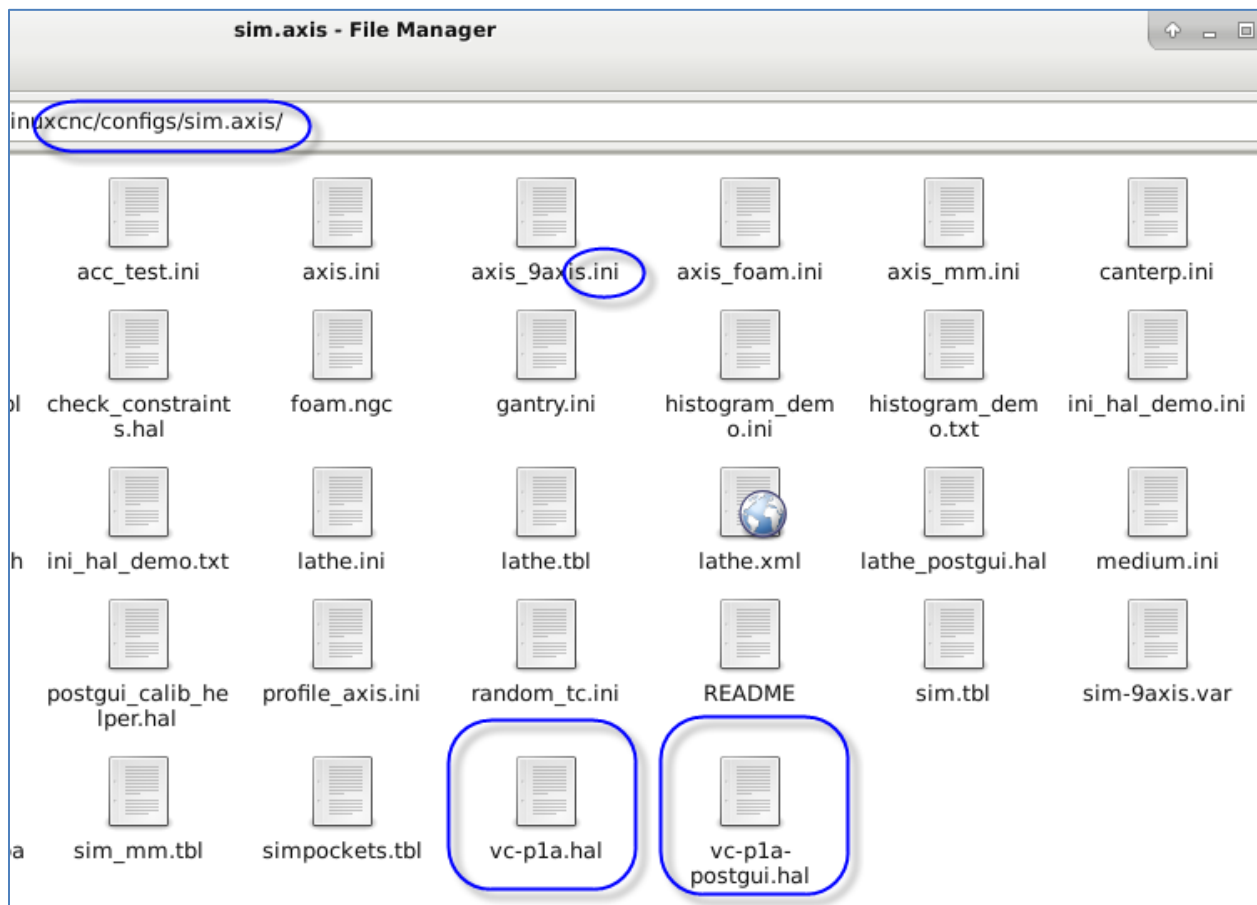 sim.axis - File Manager
inuxcnc/configs/sim.axis/
acc_test.ini axis.ini axis_9axis.ini axis_foam.ini axis_mm.ini canterp.ini
ol check_constraint foam.ngc gantry.ini histogram_dem histogram_dem ini_hal_demo.ini
s.hal o.ini o.txt
h ini_hal_demo.txt lathe.ini lathe.tbl lathe.xml lathe_postgui.hal medium.ini
postgui_calib_he profile_axis.ini random_tc.ini README sim.tbl sim-9axis.var
lper.hal
a sim_mm.tbl simpockets.tbl vc-p1a.hal vc-p1a-
postgui.hal